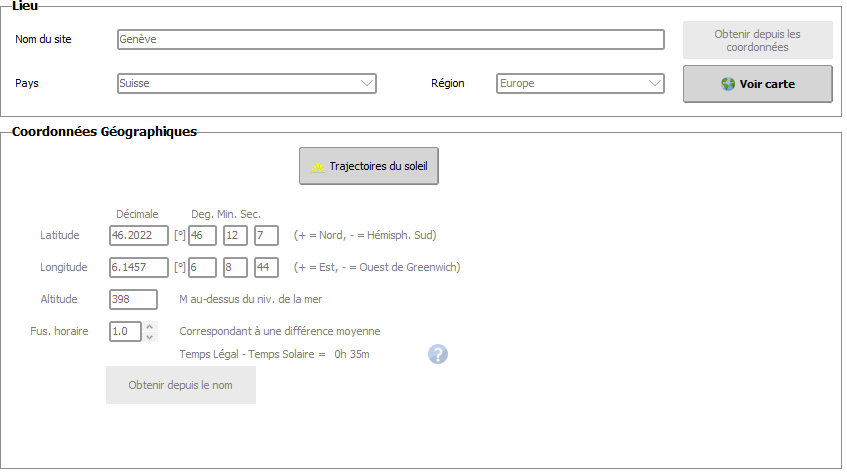 Lieu
Nom du site Genève Obtenir depuis les coordonnées
Pays Suisse Région Europe Voir carte
Coordonnées Géographiques
Trajectoires du soleil
Décimale Deg. Min. Sec.
Latitude 46.2022 [°] 46 12 7 (+ = Nord, - = Hémisph. Sud)
Longitude 6.1457 [°] 6 8 44 (+ = Est, - = Ouest de Greenwich)
Altitude 398 M au-dessus du niv. de la mer
Fus. horaire 1.0 Correspondant à une différence moyenne
Temps Légal - Temps Solaire = 0h 35m ?
Obtenir depuis le nom